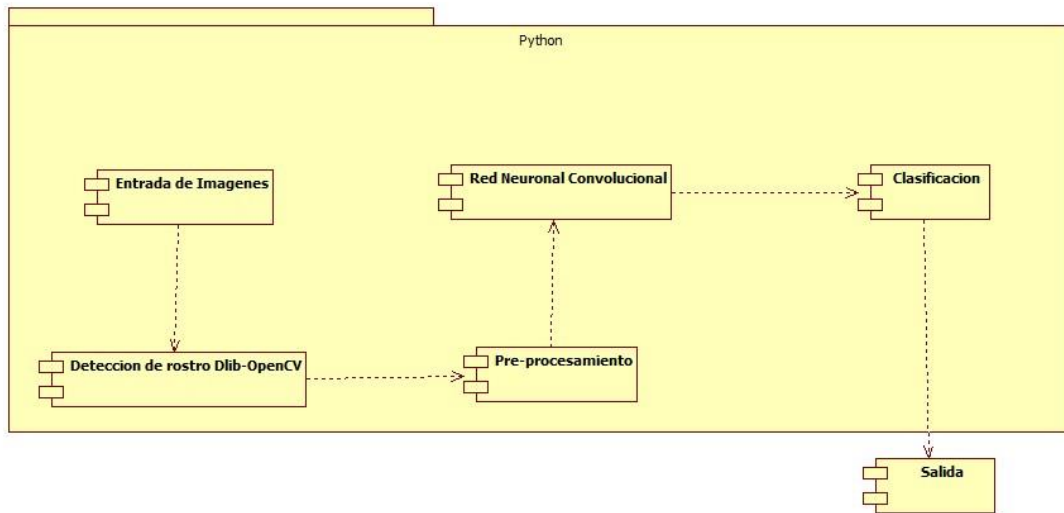 Python
Entrada de Imagenes
Red Neuronal Convolucional
Clasificacion
Deteccion de rostro Dlib-OpenCV
Pre-procesamiento
Salida